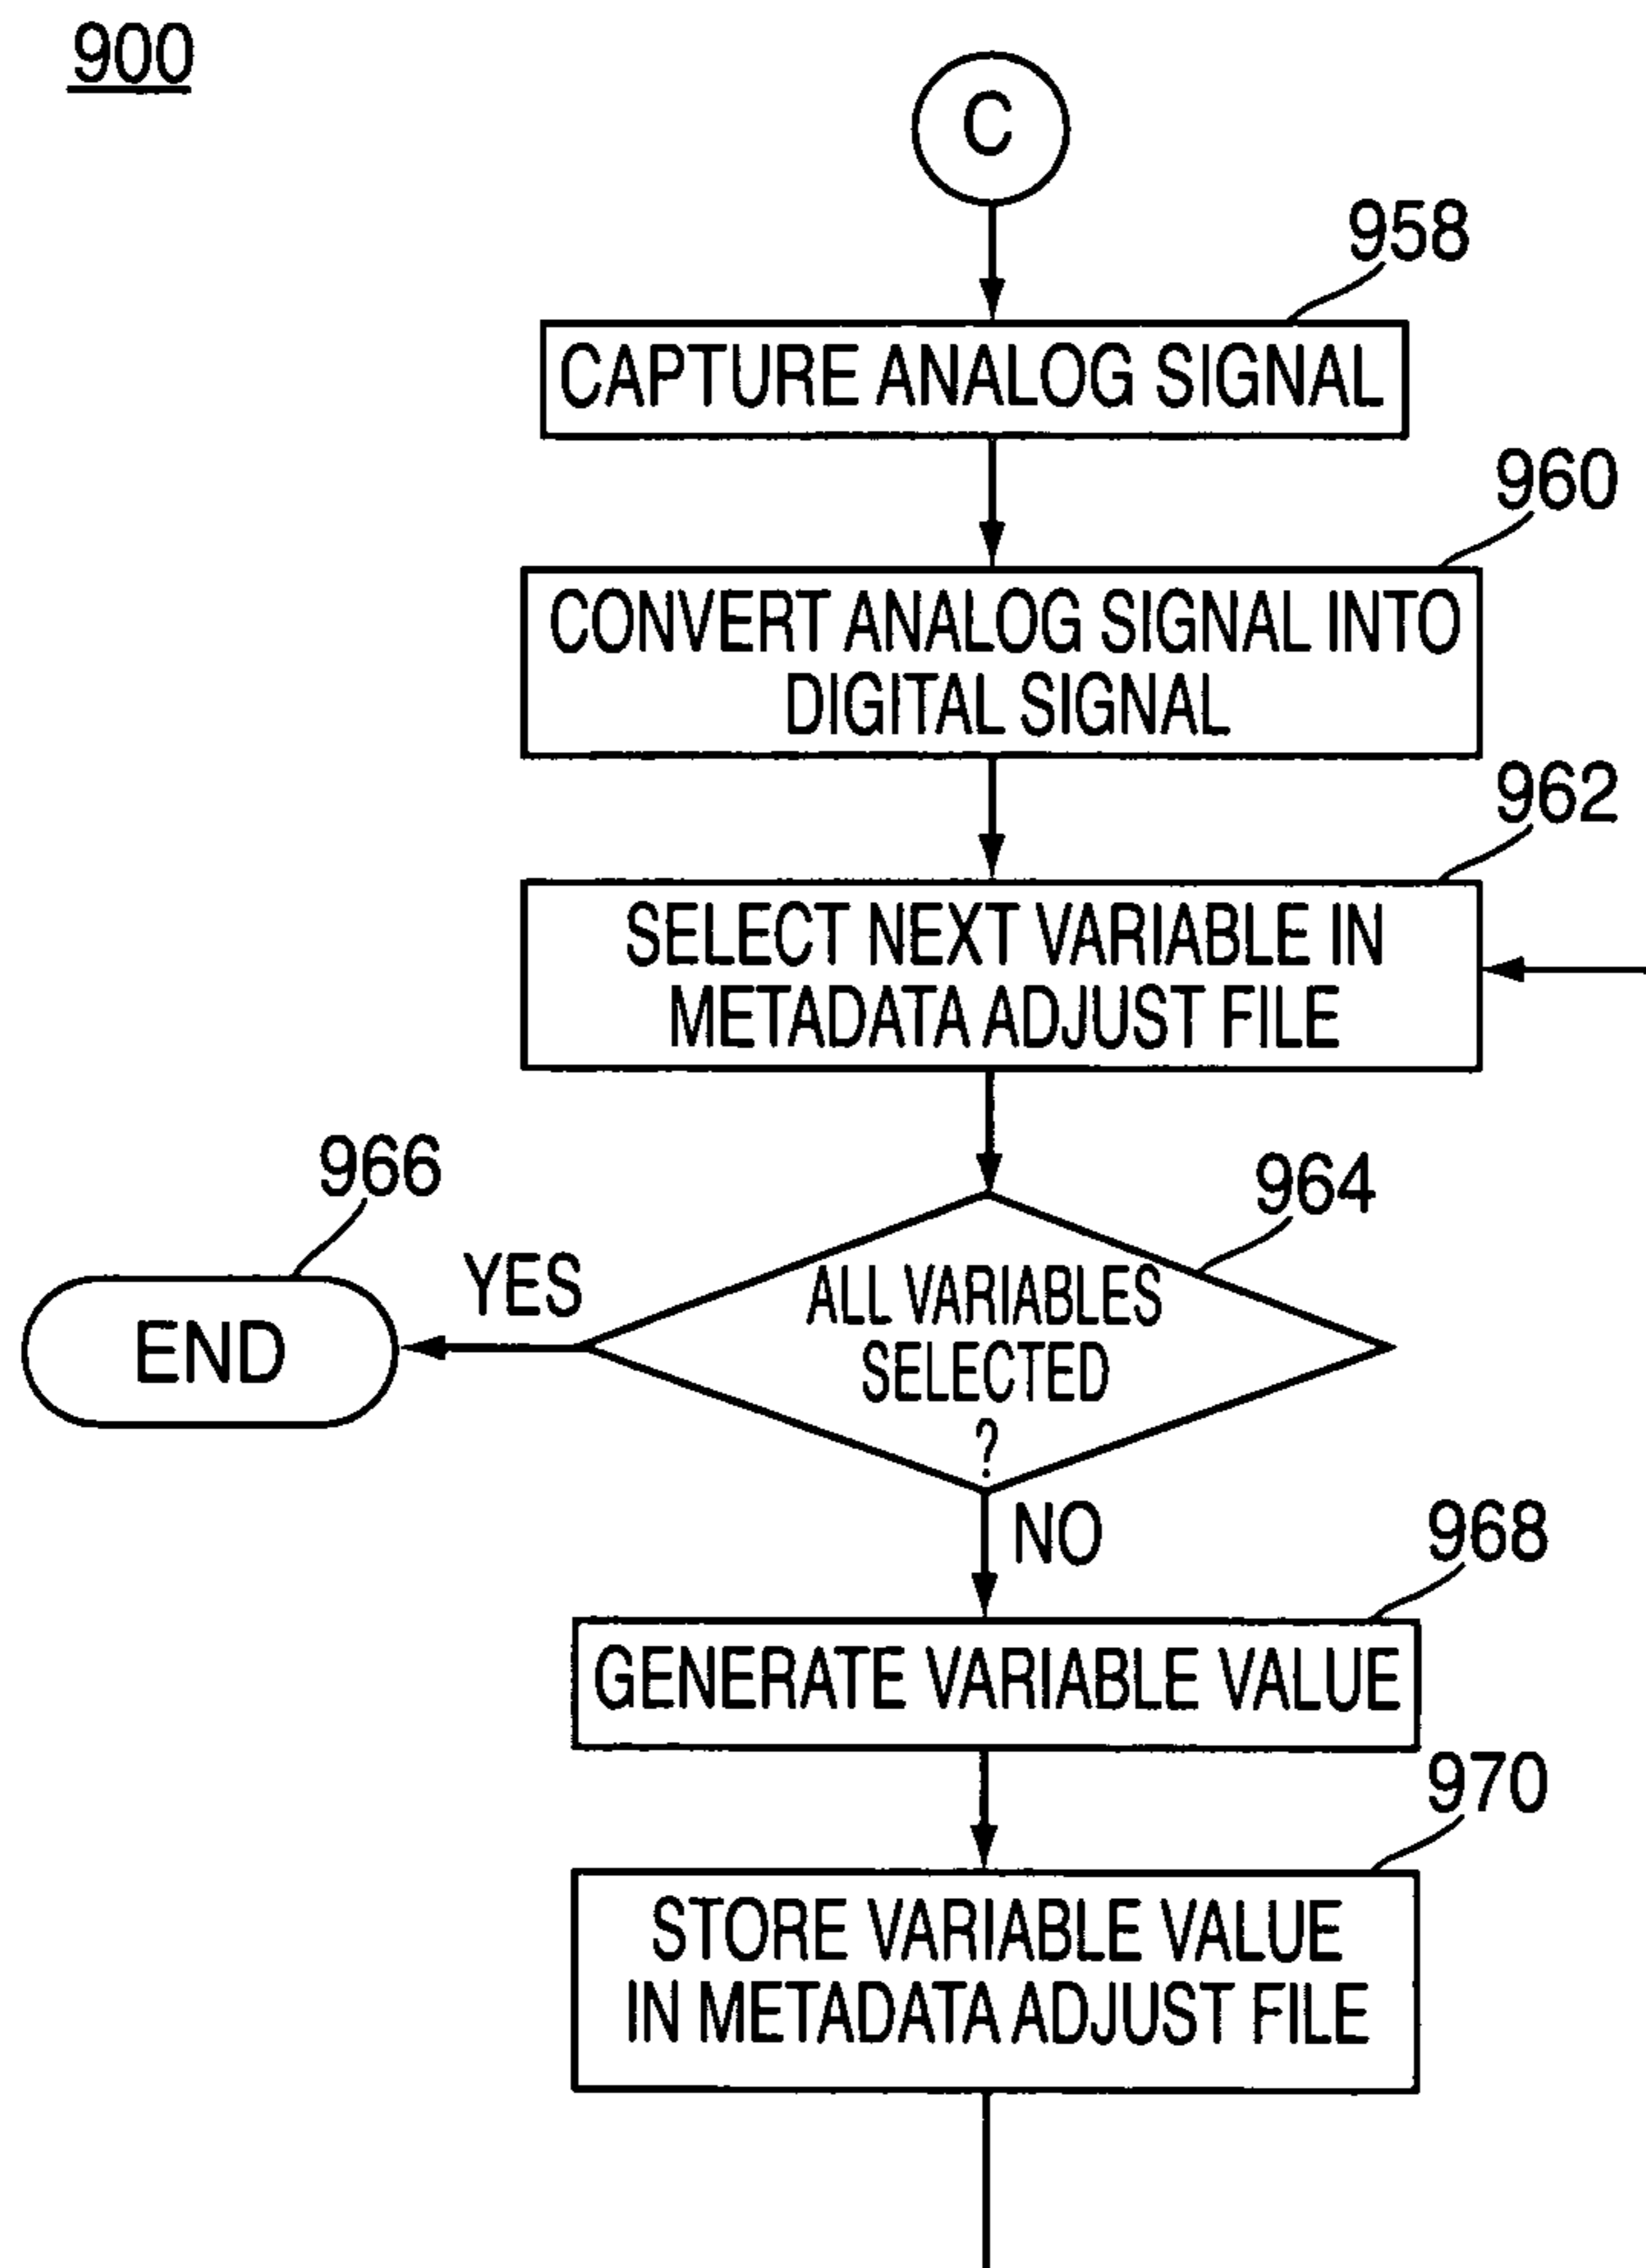 900
C
958
CAPTURE ANALOG SIGNAL
960
CONVERT ANALOG SIGNAL INTO
DIGITAL SIGNAL
962
SELECT NEXT VARIABLE IN
METADATA ADJUST FILE
966
964
YES
ALL VARIABLES
SELECTED
?
END
NO
968
GENERATE VARIABLE VALUE
970
STORE VARIABLE VALUE
IN METADATA ADJUST FILE